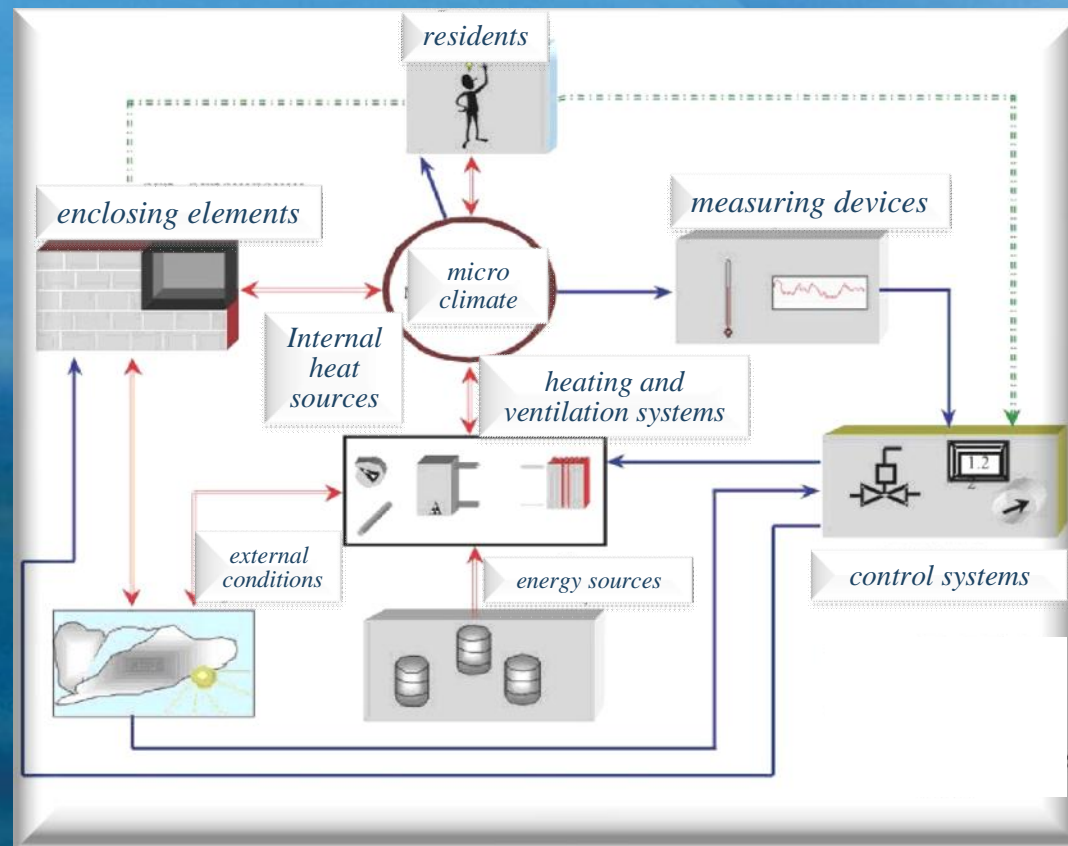 residents
enclosing elements
measuring devices
micro
climate
Internal
heat
sources
heating and
ventilation systems
1.2
2
external
conditions
energy sources
control systems